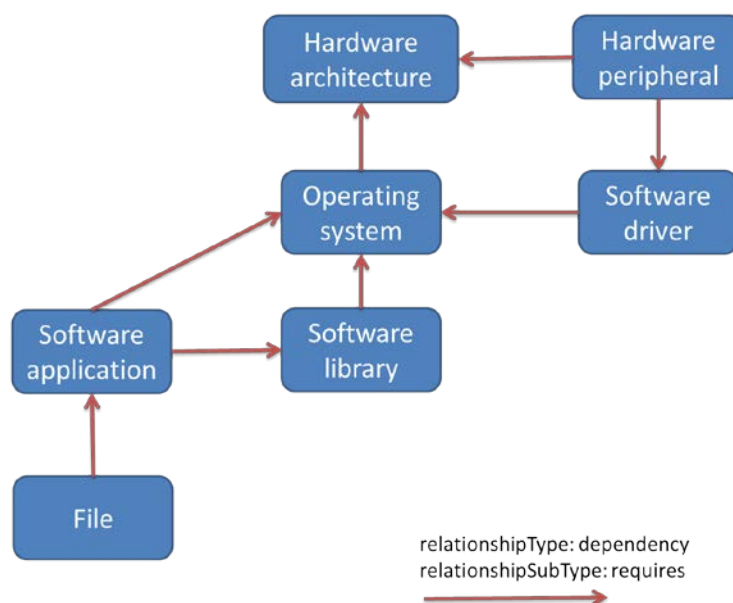 Hardware
architecture
Hardware
peripheral
Operating
system
Software
driver
Software
application
Software
library
File
relationshipType: dependency
relationshipSubType: requires